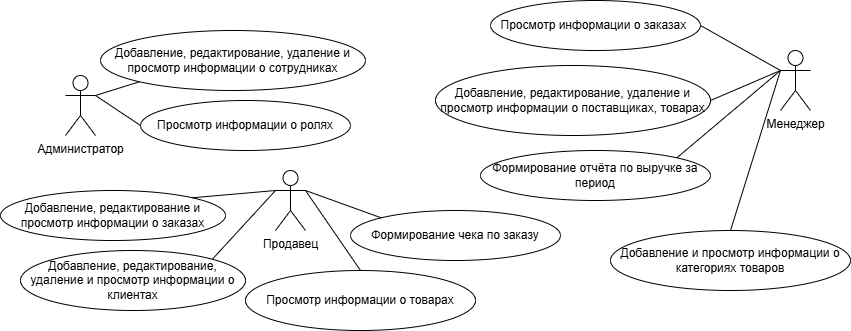 Добавление, редактирование, удаление и
просмотр информации о сотрудниках
Просмотр информации о ролях
Администратор
Просмотр информации о заказах
Добавление, редактирование, удаление и
просмотр информации о поставщиках, товарах
Менеджер
Формирование отчёта по выручке за
период
Добавление и просмотр информации о
категориях товаров
Добавление, редактирование и
просмотр информации о заказах
Продавец
Формирование чека по заказу
Добавление, редактирование,
удаление и просмотр информации о
клиентах
Просмотр информации о товарах